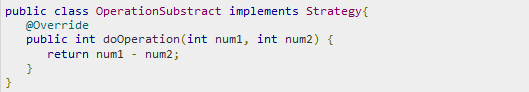 public class OperationSubstract implements Strategy{
   @Override
   public int doOperation(int num1, int num2) {
      return num1 - num2;
   }
}